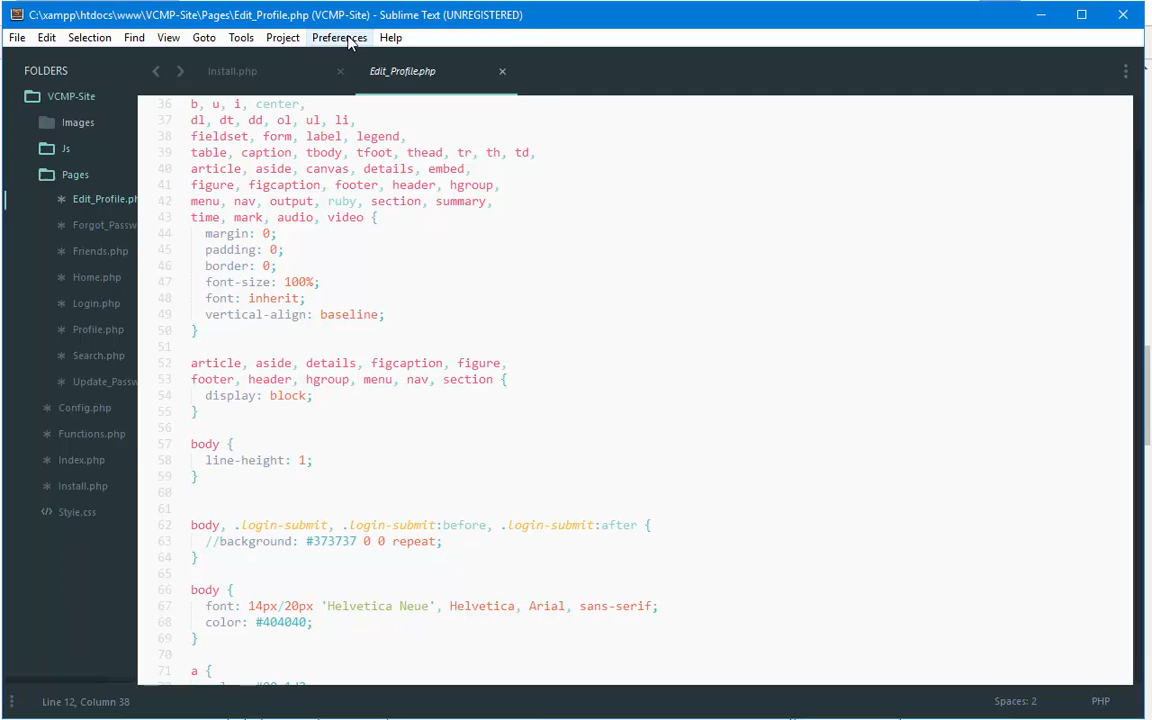 C:\xampp\htdocs\www\VCMP-Site\Pages\Edit_Profile.php (VCMP-Site) - Sublime Text (UNREGISTERED)
File Edit Selection Find View Goto Tools Project Preferences Help
FOLDERS
VCMP-Site
Images
Js
Pages
Edit_Profile.ph
Forgot_Passw
Friends.php
Home.php
Login.php
Profile.php
Search.php
Update_Passw
Config.php
Functions.php
Index.php
Install.php
Style.css
Install.php
Edit_Profile.php
36 b, u, i, center,
37 dl, dt, dd, ol, ul, li,
38 fieldset, form, label, legend,
39 table, caption, tbody, tfoot, thead, tr, th, td,
40 article, aside, canvas, details, embed,
41 figure, figcaption, footer, header, hgroup,
42 menu, nav, output, ruby, section, summary,
43 time, mark, audio, video {
44 margin: 0;
45 padding: 0;
46 border: 0;
47 font-size: 100%;
48 font: inherit;
49 vertical-align: baseline;
50 }
51
52 article, aside, details, figcaption, figure,
53 footer, header, hgroup, menu, nav, section {
54 display: block;
55 }
56
57 body {
58 line-height: 1;
59 }
60
61
62 body, .login-submit, .login-submit:before, .login-submit:after {
63 //background: #373737 0 0 repeat;
64 }
65
66 body {
67 font: 14px/20px 'Helvetica Neue', Helvetica, Arial, sans-serif;
68 color: #404040;
69 }
70
71 a {
Line 12, Column 38
Spaces: 2
PHP